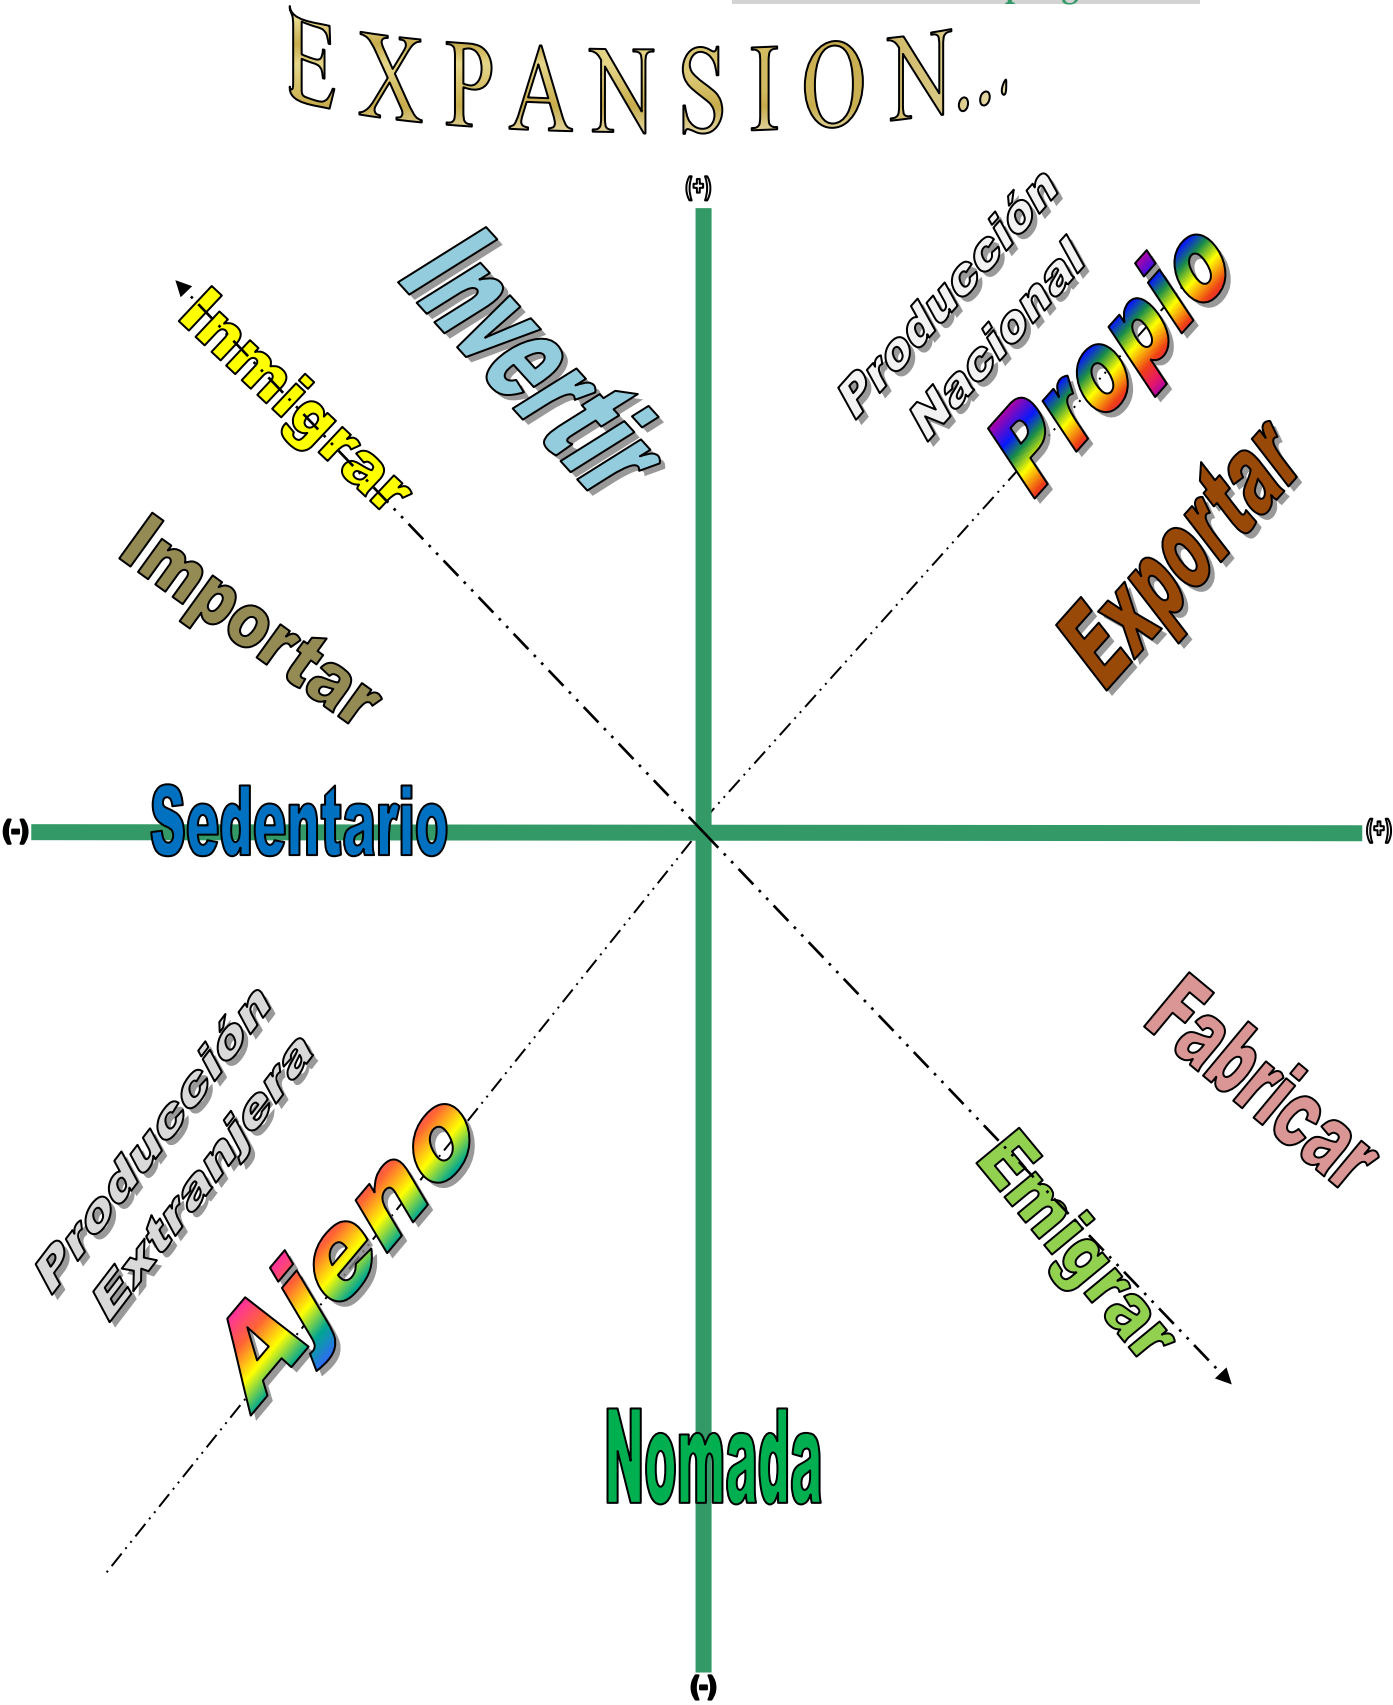 EXPANSION...
(+)
Producción
Nacional
Propio
Invertir
Inmigrar
Exportar
Importar
Sedentario
(-)
(+)
Fabricar
Producción
Extranjera
Ajeno
Emigrar
Nomada
(-)